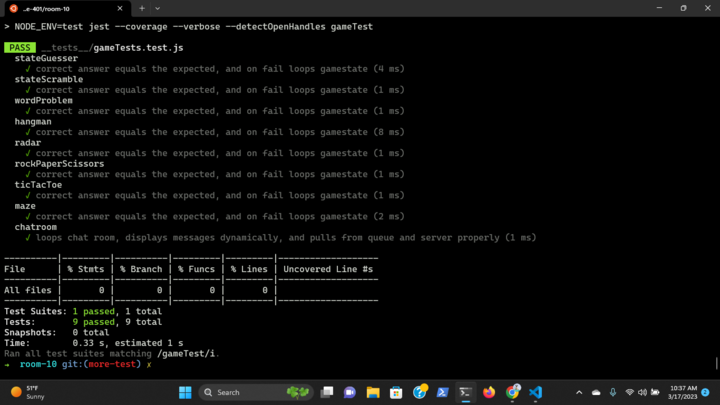 ..e-401/room-10
> NODE_ENV=test jest --coverage --verbose --detectOpenHandles gameTest
PASS __tests__/gameTests.test.js
stateGuesser
✓ correct answer equals the expected, and on fail loops gamestate (4 ms)
stateScramble
✓ correct answer equals the expected, and on fail loops gamestate (1 ms)
wordProblem
✓ correct answer equals the expected, and on fail loops gamestate (1 ms)
hangman
✓ correct answer equals the expected, and on fail loops gamestate (8 ms)
radar
✓ correct answer equals the expected, and on fail loops gamestate (1 ms)
rockPaperScissors
✓ correct answer equals the expected, and on fail loops gamestate (1 ms)
ticTacToe
✓ correct answer equals the expected, and on fail loops gamestate (1 ms)
maze
✓ correct answer equals the expected, and on fail loops gamestate (2 ms)
chatroom
✓ loops chat room, displays messages dynamically, and pulls from queue and server properly (1 ms)
----------|---------|----------|---------|---------|-------------------
File      | % Stmts | % Branch | % Funcs | % Lines | Uncovered Line #s
----------|---------|----------|---------|---------|-------------------
All files |       0 |        0 |       0 |       0 |
----------|---------|----------|---------|---------|-------------------
Test Suites: 1 passed, 1 total
Tests:       9 passed, 9 total
Snapshots:   0 total
Time:        0.33 s, estimated 1 s
Ran all test suites matching /gameTest/i.
→ room-10 git:(more-test) ✗
51°F
Sunny
Search
10:37 AM
3/17/2023